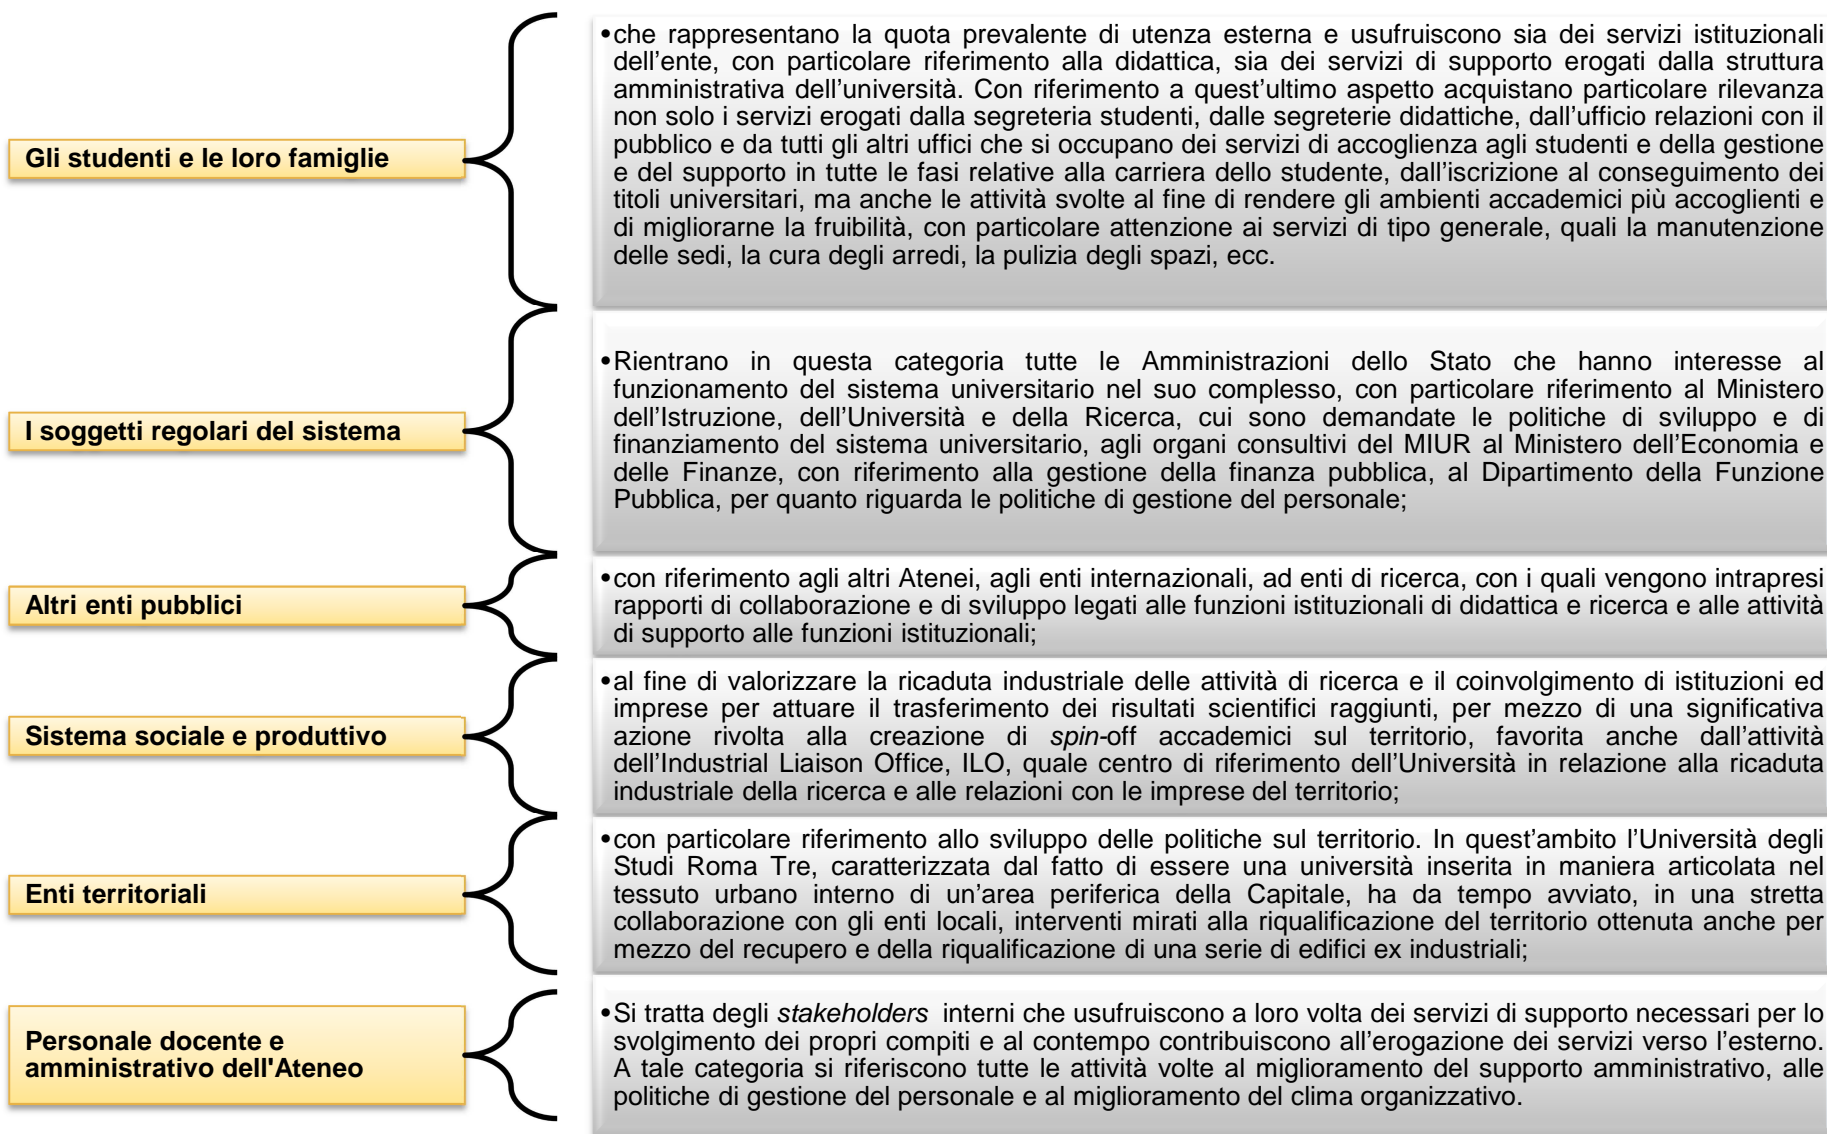 Gli studenti e le loro famiglie
•che rappresentano la quota prevalente di utenza esterna e usufruiscono sia dei servizi istituzionali
dell'ente, con particolare riferimento alla didattica, sia dei servizi di supporto erogati dalla struttura
amministrativa dell'università. Con riferimento a quest'ultimo aspetto acquistano particolare rilevanza
non solo i servizi erogati dalla segreteria studenti, dalle segreterie didattiche, dall'ufficio relazioni con il
pubblico e da tutti gli altri uffici che si occupano dei servizi di accoglienza agli studenti e della gestione
e del supporto in tutte le fasi relative alla carriera dello studente, dall'iscrizione al conseguimento dei
titoli universitari, ma anche le attività svolte al fine di rendere gli ambienti accademici più accoglienti e
di migliorarne la fruibilità, con particolare attenzione ai servizi di tipo generale, quali la manutenzione
delle sedi, la cura degli arredi, la pulizia degli spazi, ecc.
I soggetti regolari del sistema
•Rientrano in questa categoria tutte le Amministrazioni dello Stato che hanno interesse al
funzionamento del sistema universitario nel suo complesso, con particolare riferimento al Ministero
dell'Istruzione, dell'Università e della Ricerca, cui sono demandate le politiche di sviluppo e di
finanziamento del sistema universitario, agli organi consultivi del MIUR al Ministero dell'Economia e
delle Finanze, con riferimento alla gestione della finanza pubblica, al Dipartimento della Funzione
Pubblica, per quanto riguarda le politiche di gestione del personale;
Altri enti pubblici
•con riferimento agli altri Atenei, agli enti internazionali, ad enti di ricerca, con i quali vengono intrapresi
rapporti di collaborazione e di sviluppo legati alle funzioni istituzionali di didattica e ricerca e alle attività
di supporto alle funzioni istituzionali;
Sistema sociale e produttivo
•al fine di valorizzare la ricaduta industriale delle attività di ricerca e il coinvolgimento di istituzioni ed
imprese per attuare il trasferimento dei risultati scientifici raggiunti, per mezzo di una significativa
azione rivolta alla creazione di spin-off accademici sul territorio, favorita anche dall'attività
dell'Industrial Liaison Office, ILO, quale centro di riferimento dell'Università in relazione alla ricaduta
industriale della ricerca e alle relazioni con le imprese del territorio;
Enti territoriali
•con particolare riferimento allo sviluppo delle politiche sul territorio. In quest'ambito l'Università degli
Studi Roma Tre, caratterizzata dal fatto di essere una università inserita in maniera articolata nel
tessuto urbano interno di un'area periferica della Capitale, ha da tempo avviato, in una stretta
collaborazione con gli enti locali, interventi mirati alla riqualificazione del territorio ottenuta anche per
mezzo del recupero e della riqualificazione di una serie di edifici ex industriali;
Personale docente e
amministrativo dell'Ateneo
•Si tratta degli stakeholders interni che usufruiscono a loro volta dei servizi di supporto necessari per lo
svolgimento dei propri compiti e al contempo contribuiscono all'erogazione dei servizi verso l'esterno.
A tale categoria si riferiscono tutte le attività volte al miglioramento del supporto amministrativo, alle
politiche di gestione del personale e al miglioramento del clima organizzativo.